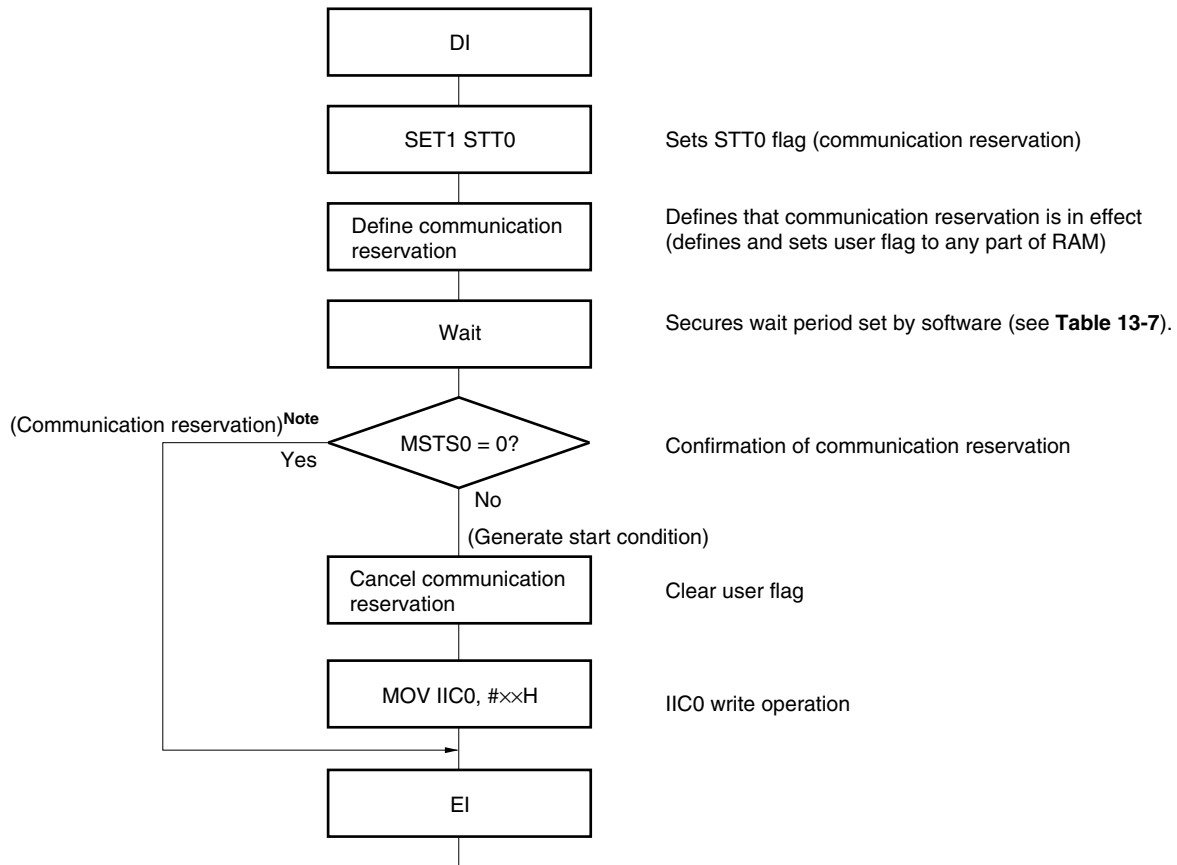 DI
SET1 STT0
Sets STT0 flag (communication reservation)
Define communication
reservation
Defines that communication reservation is in effect
(defines and sets user flag to any part of RAM)
Wait
Secures wait period set by software (see Table 13-7).
(Communication reservation)Note
Yes
MSTS0 = 0?
Confirmation of communication reservation
No
(Generate start condition)
Cancel communication
reservation
Clear user flag
MOV IIC0, #××H
IIC0 write operation
EI